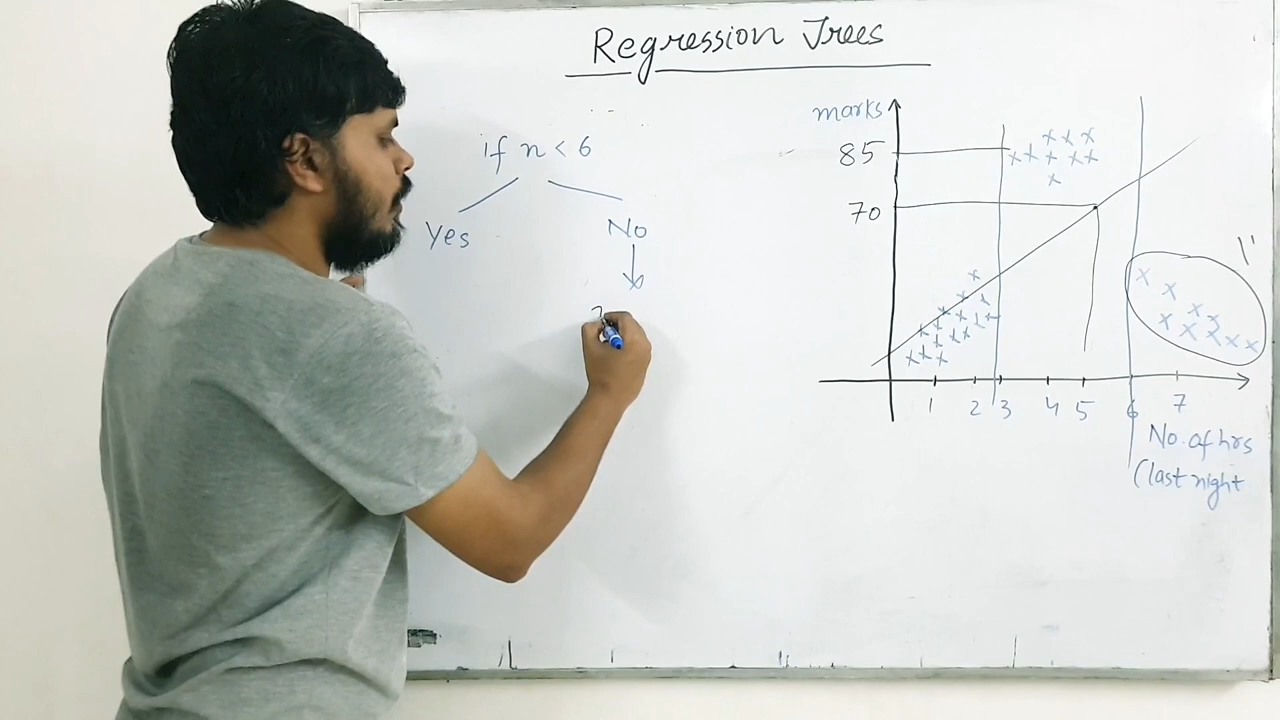 Regression Trees
if n < 6
Yes
No
marks
85
70
1 2 3 4 5 6 7
No. of hrs
(last night